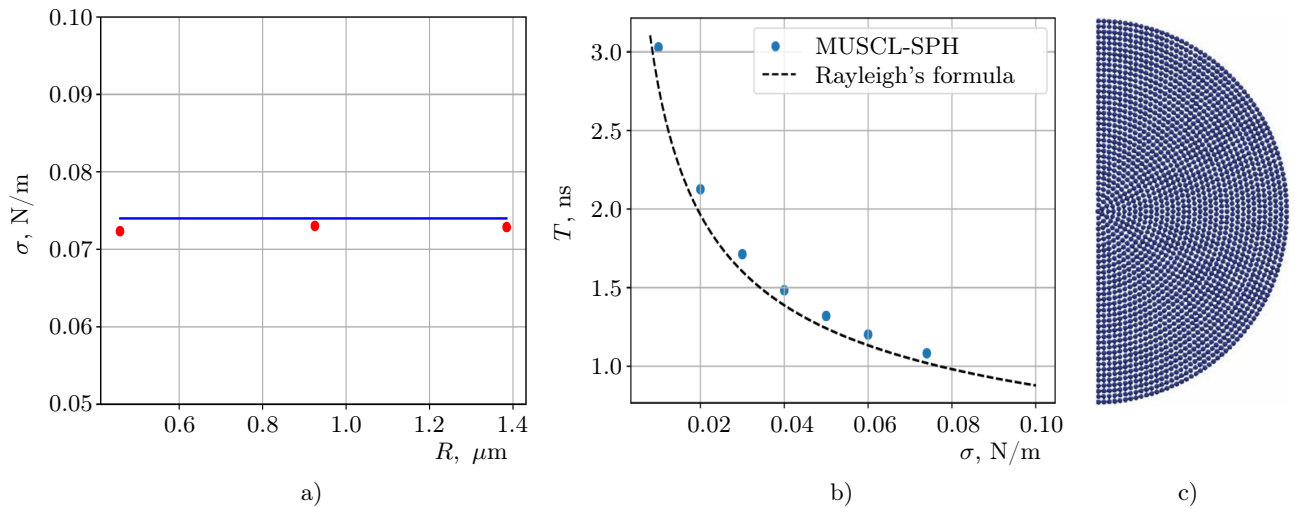 0.10
0.09
0.08
0.07
0.06
0.05
σ, N/m
0.6 0.8 1.0 1.2 1.4
R, μm
a)
3.0
2.5
2.0
1.5
1.0
T, ns
MUSCL-SPH
Rayleigh's formula
0.02 0.04 0.06 0.08 0.10
σ, N/m
b)
c)